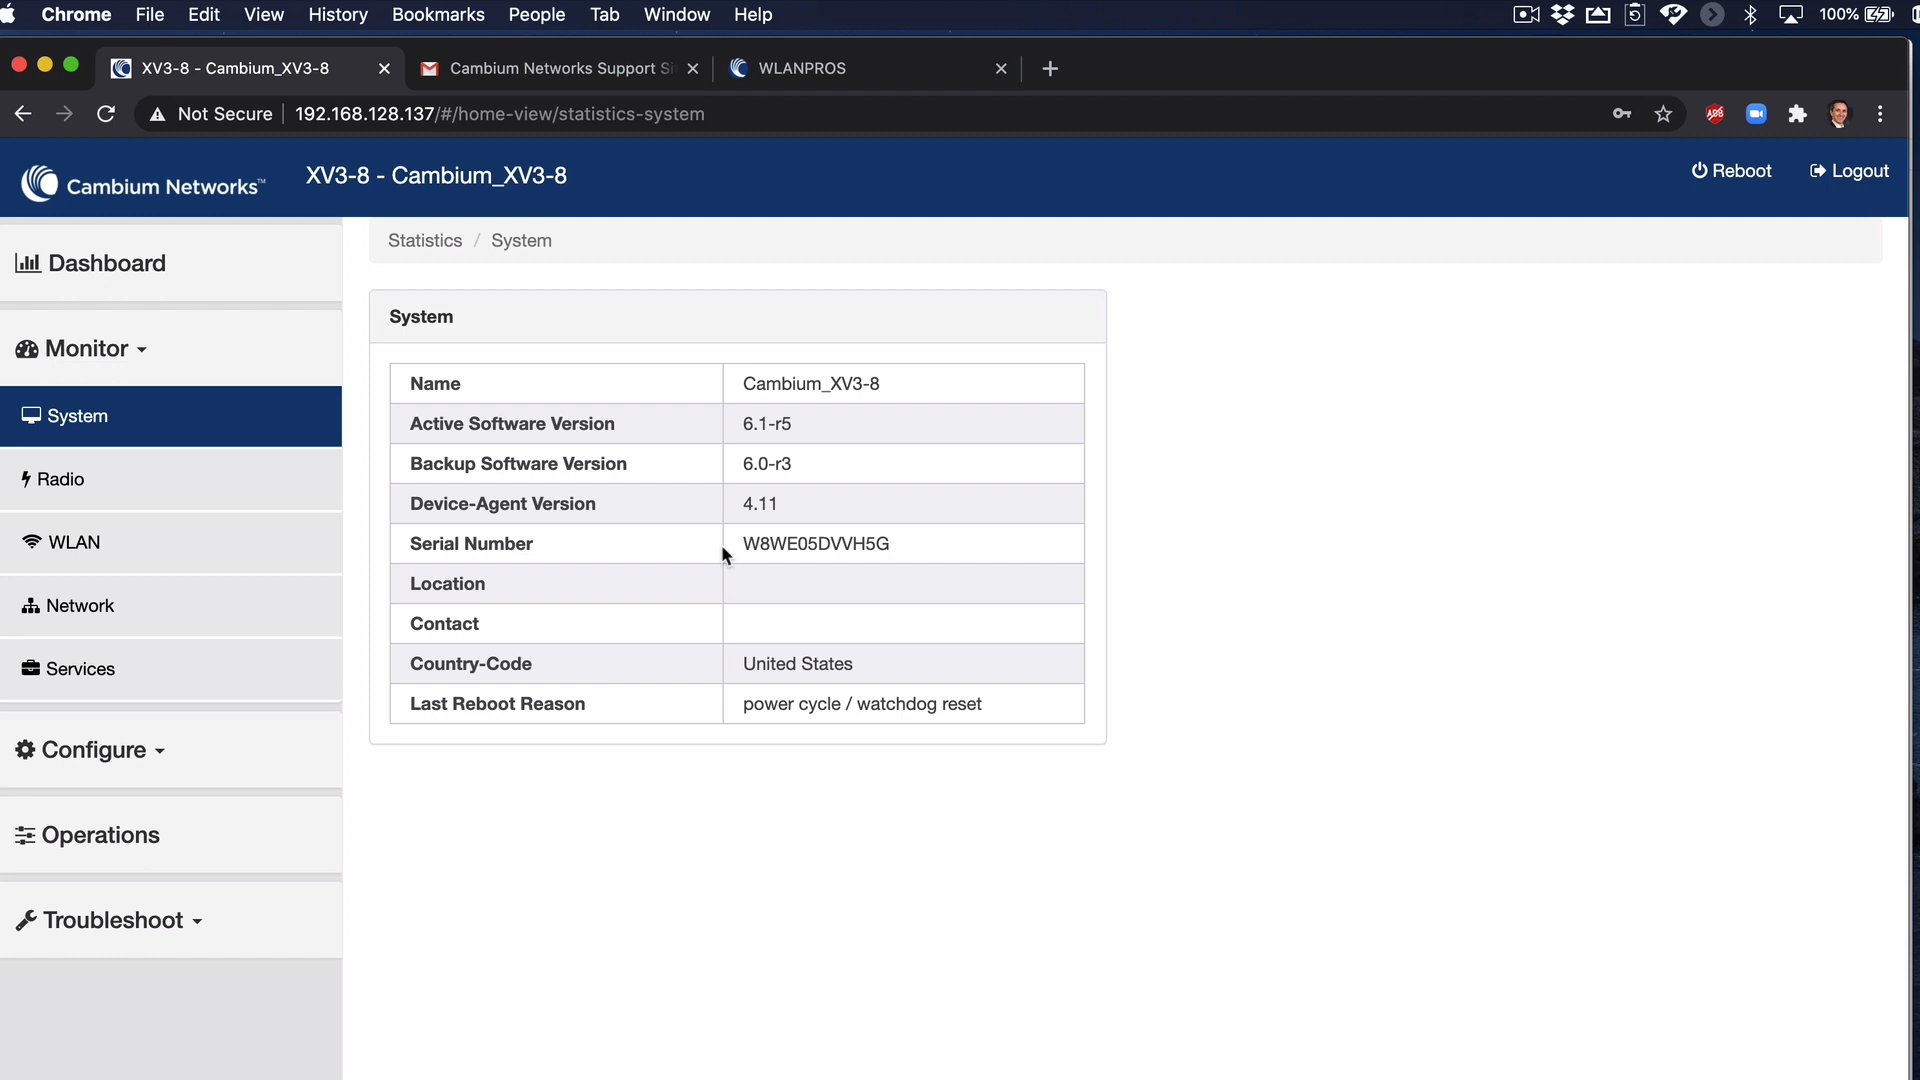 Chrome File Edit View History Bookmarks People Tab Window Help 100%
XV3-8 - Cambium_XV3-8 Cambium Networks Support Si WLANPROS
Not Secure 192.168.128.137/#/home-view/statistics-system
Cambium Networks™ XV3-8 - Cambium_XV3-8 Reboot Logout
Statistics / System
Dashboard
Monitor
System
Radio
WLAN
Network
Services
Configure
Operations
Troubleshoot
System
Name Cambium_XV3-8
Active Software Version 6.1-r5
Backup Software Version 6.0-r3
Device-Agent Version 4.11
Serial Number W8WE05DVVH5G
Location
Contact
Country-Code United States
Last Reboot Reason power cycle / watchdog reset